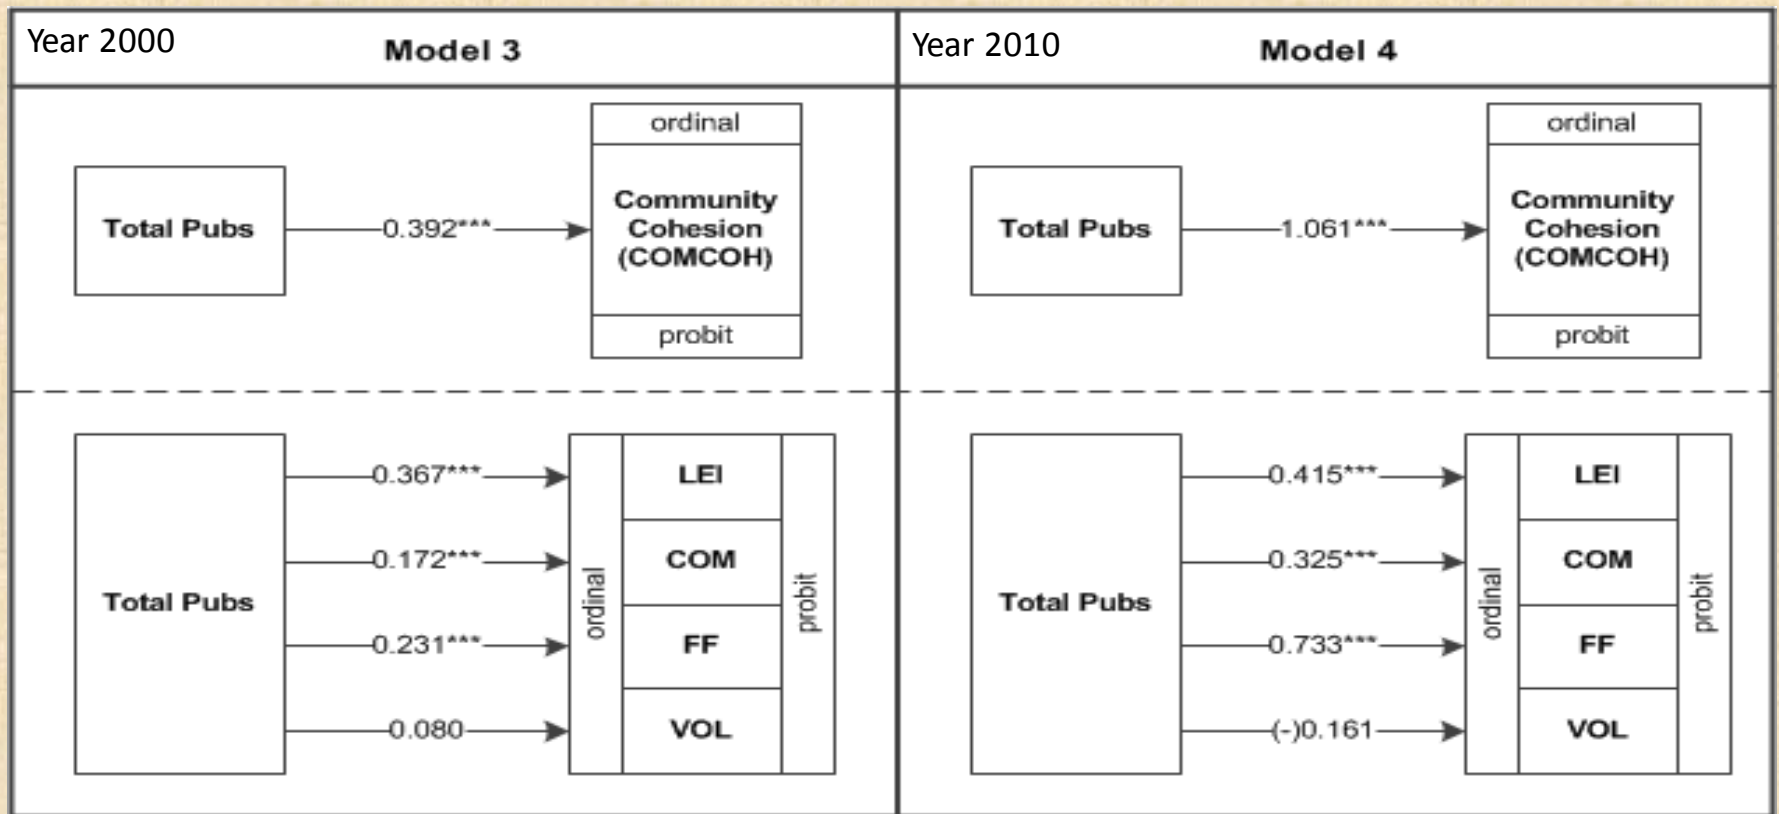 Year 2000
Model 3
Year 2010
Model 4
Total Pubs
0.392***
ordinal
Community
Cohesion
(COMCOH)
probit
Total Pubs
1.061***
ordinal
Community
Cohesion
(COMCOH)
probit
Total Pubs
0.367***
0.172***
0.231***
0.080
ordinal
LEI
COM
FF
VOL
probit
Total Pubs
0.415***
0.325***
0.733***
(-)0.161
ordinal
LEI
COM
FF
VOL
probit